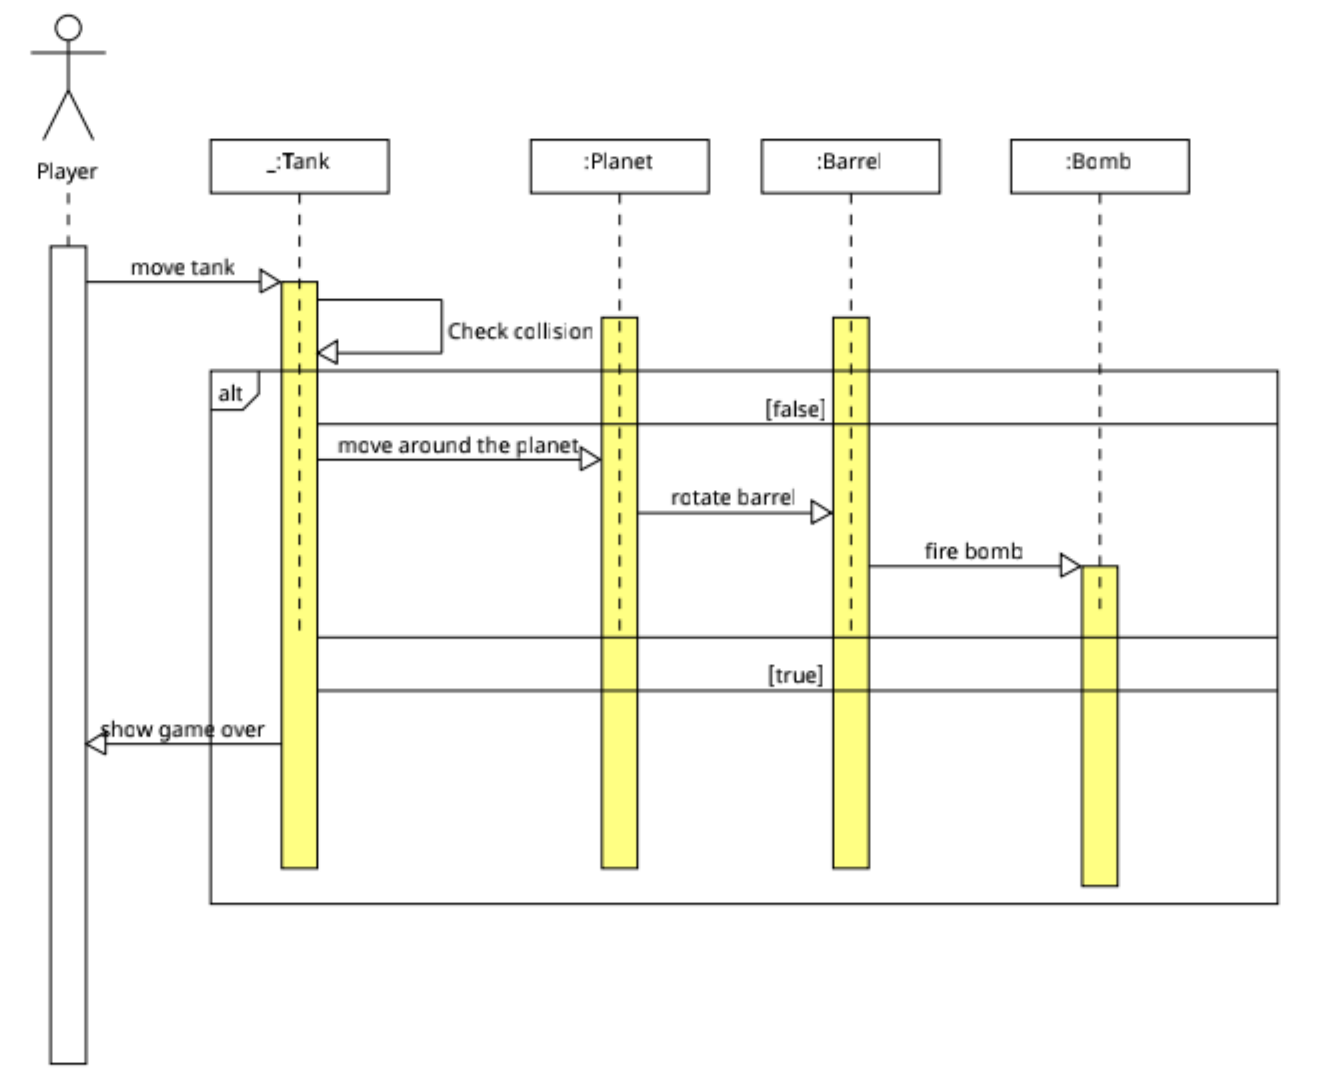 Player
_:Tank
:Planet
:Barrel
:Bomb
move tank
Check collision
alt
[false]
move around the planet
rotate barrel
fire bomb
[true]
show game over